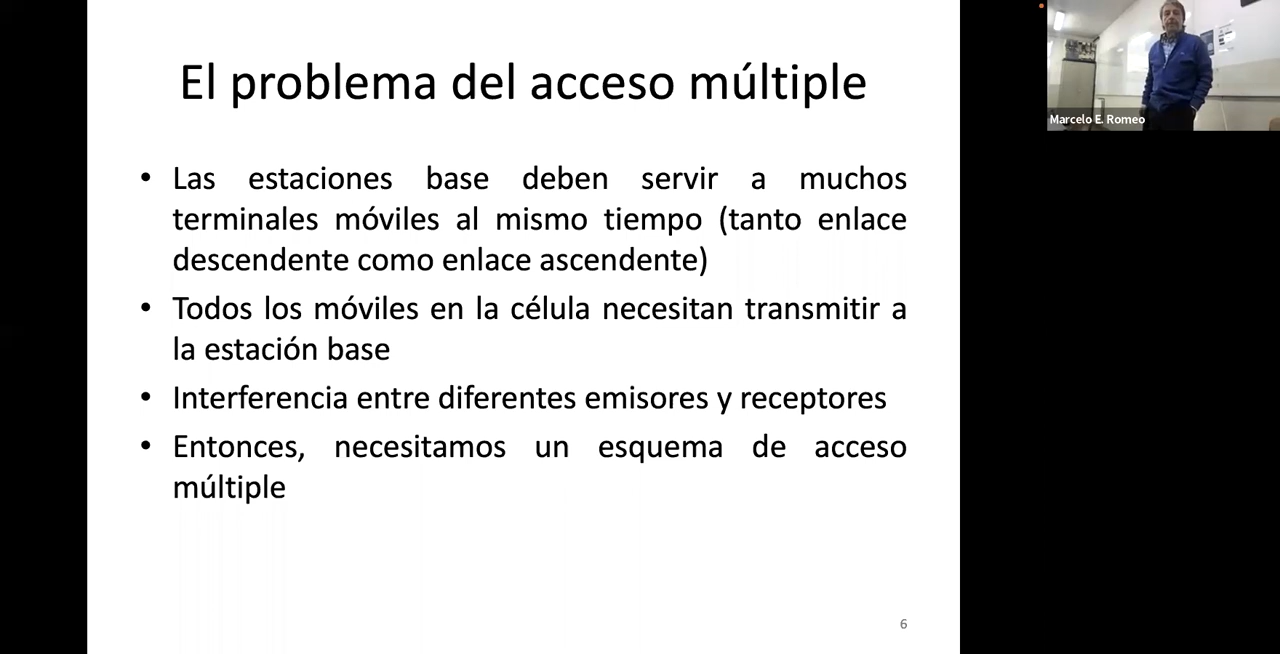 El problema del acceso múltiple
• Las estaciones base deben servir a muchos
terminales móviles al mismo tiempo (tanto enlace
descendente como enlace ascendente)
• Todos los móviles en la célula necesitan transmitir a
la estación base
• Interferencia entre diferentes emisores y receptores
• Entonces, necesitamos un esquema de acceso
múltiple
6
Marcelo E. Romeo